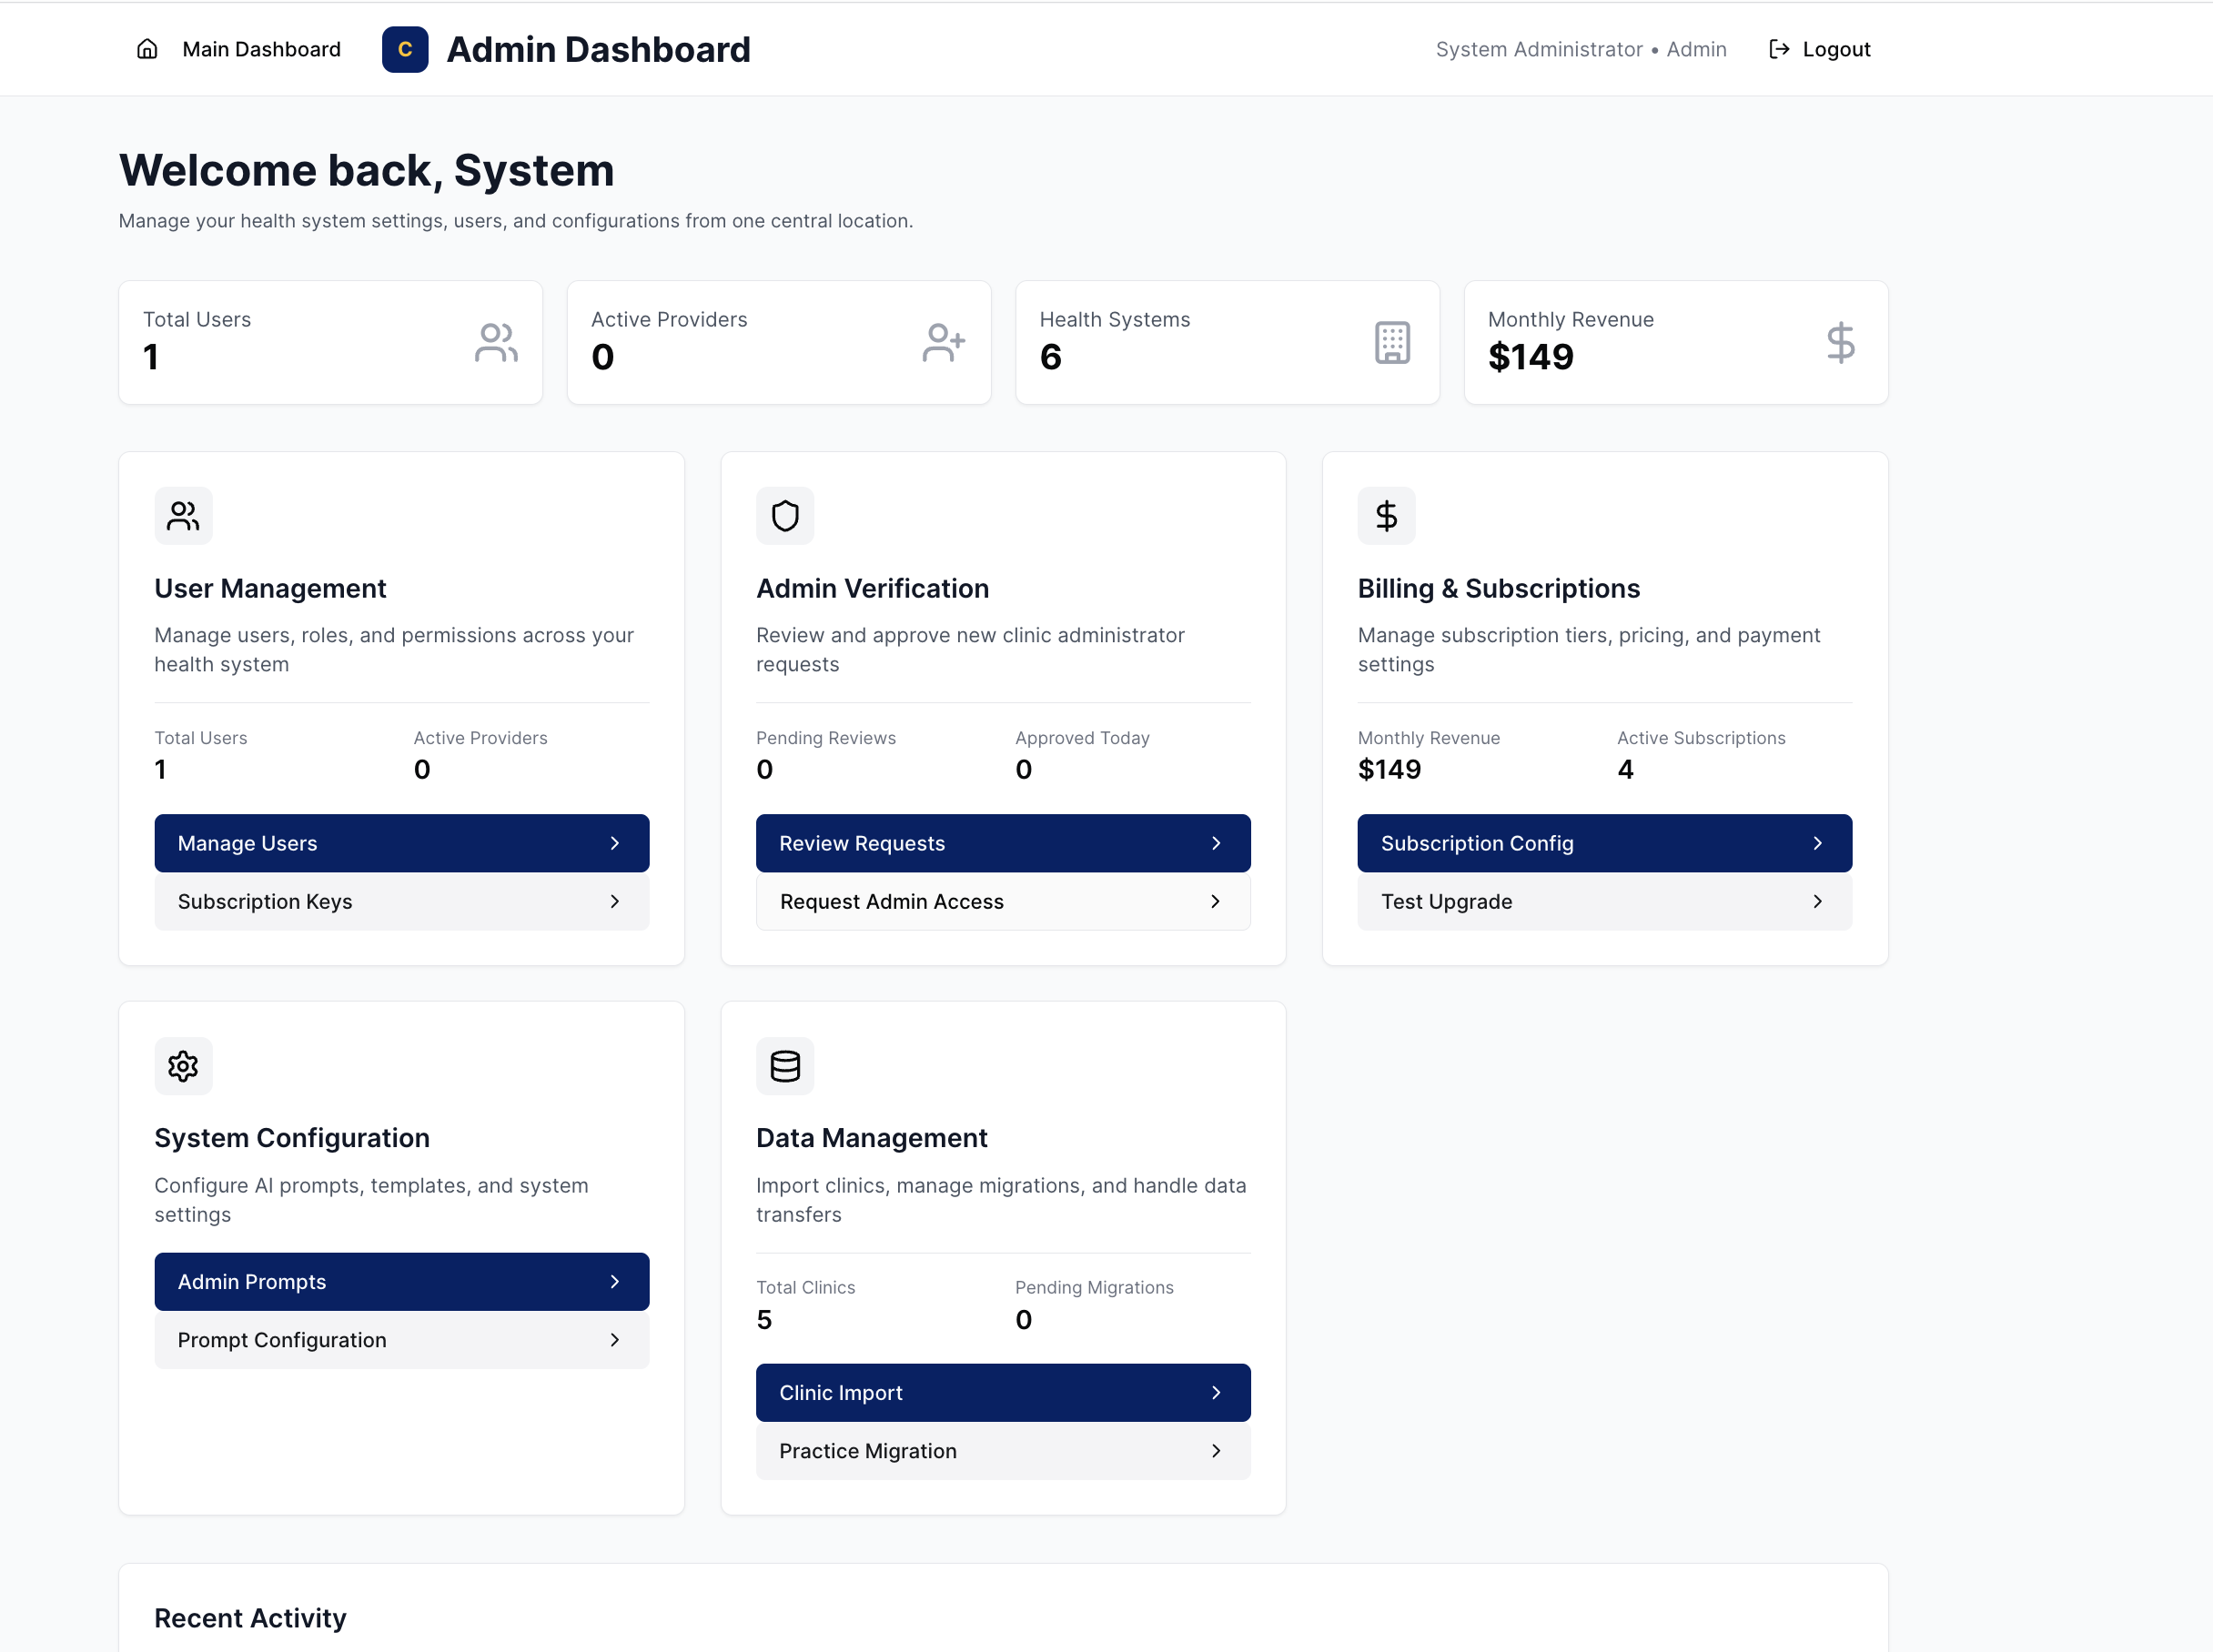 Main Dashboard
C
Admin Dashboard
System Administrator • Admin
Logout
Welcome back, System
Manage your health system settings, users, and configurations from one central location.
Total Users
1
Active Providers
0
Health Systems
6
Monthly Revenue
$149
User Management
Manage users, roles, and permissions across your
health system
Total Users
1
Active Providers
0
Manage Users
Subscription Keys
Admin Verification
Review and approve new clinic administrator
requests
Pending Reviews
0
Approved Today
0
Review Requests
Request Admin Access
Billing & Subscriptions
Manage subscription tiers, pricing, and payment
settings
Monthly Revenue
$149
Active Subscriptions
4
Subscription Config
Test Upgrade
System Configuration
Configure AI prompts, templates, and system
settings
Admin Prompts
Prompt Configuration
Data Management
Import clinics, manage migrations, and handle data
transfers
Total Clinics
5
Pending Migrations
0
Clinic Import
Practice Migration
Recent Activity